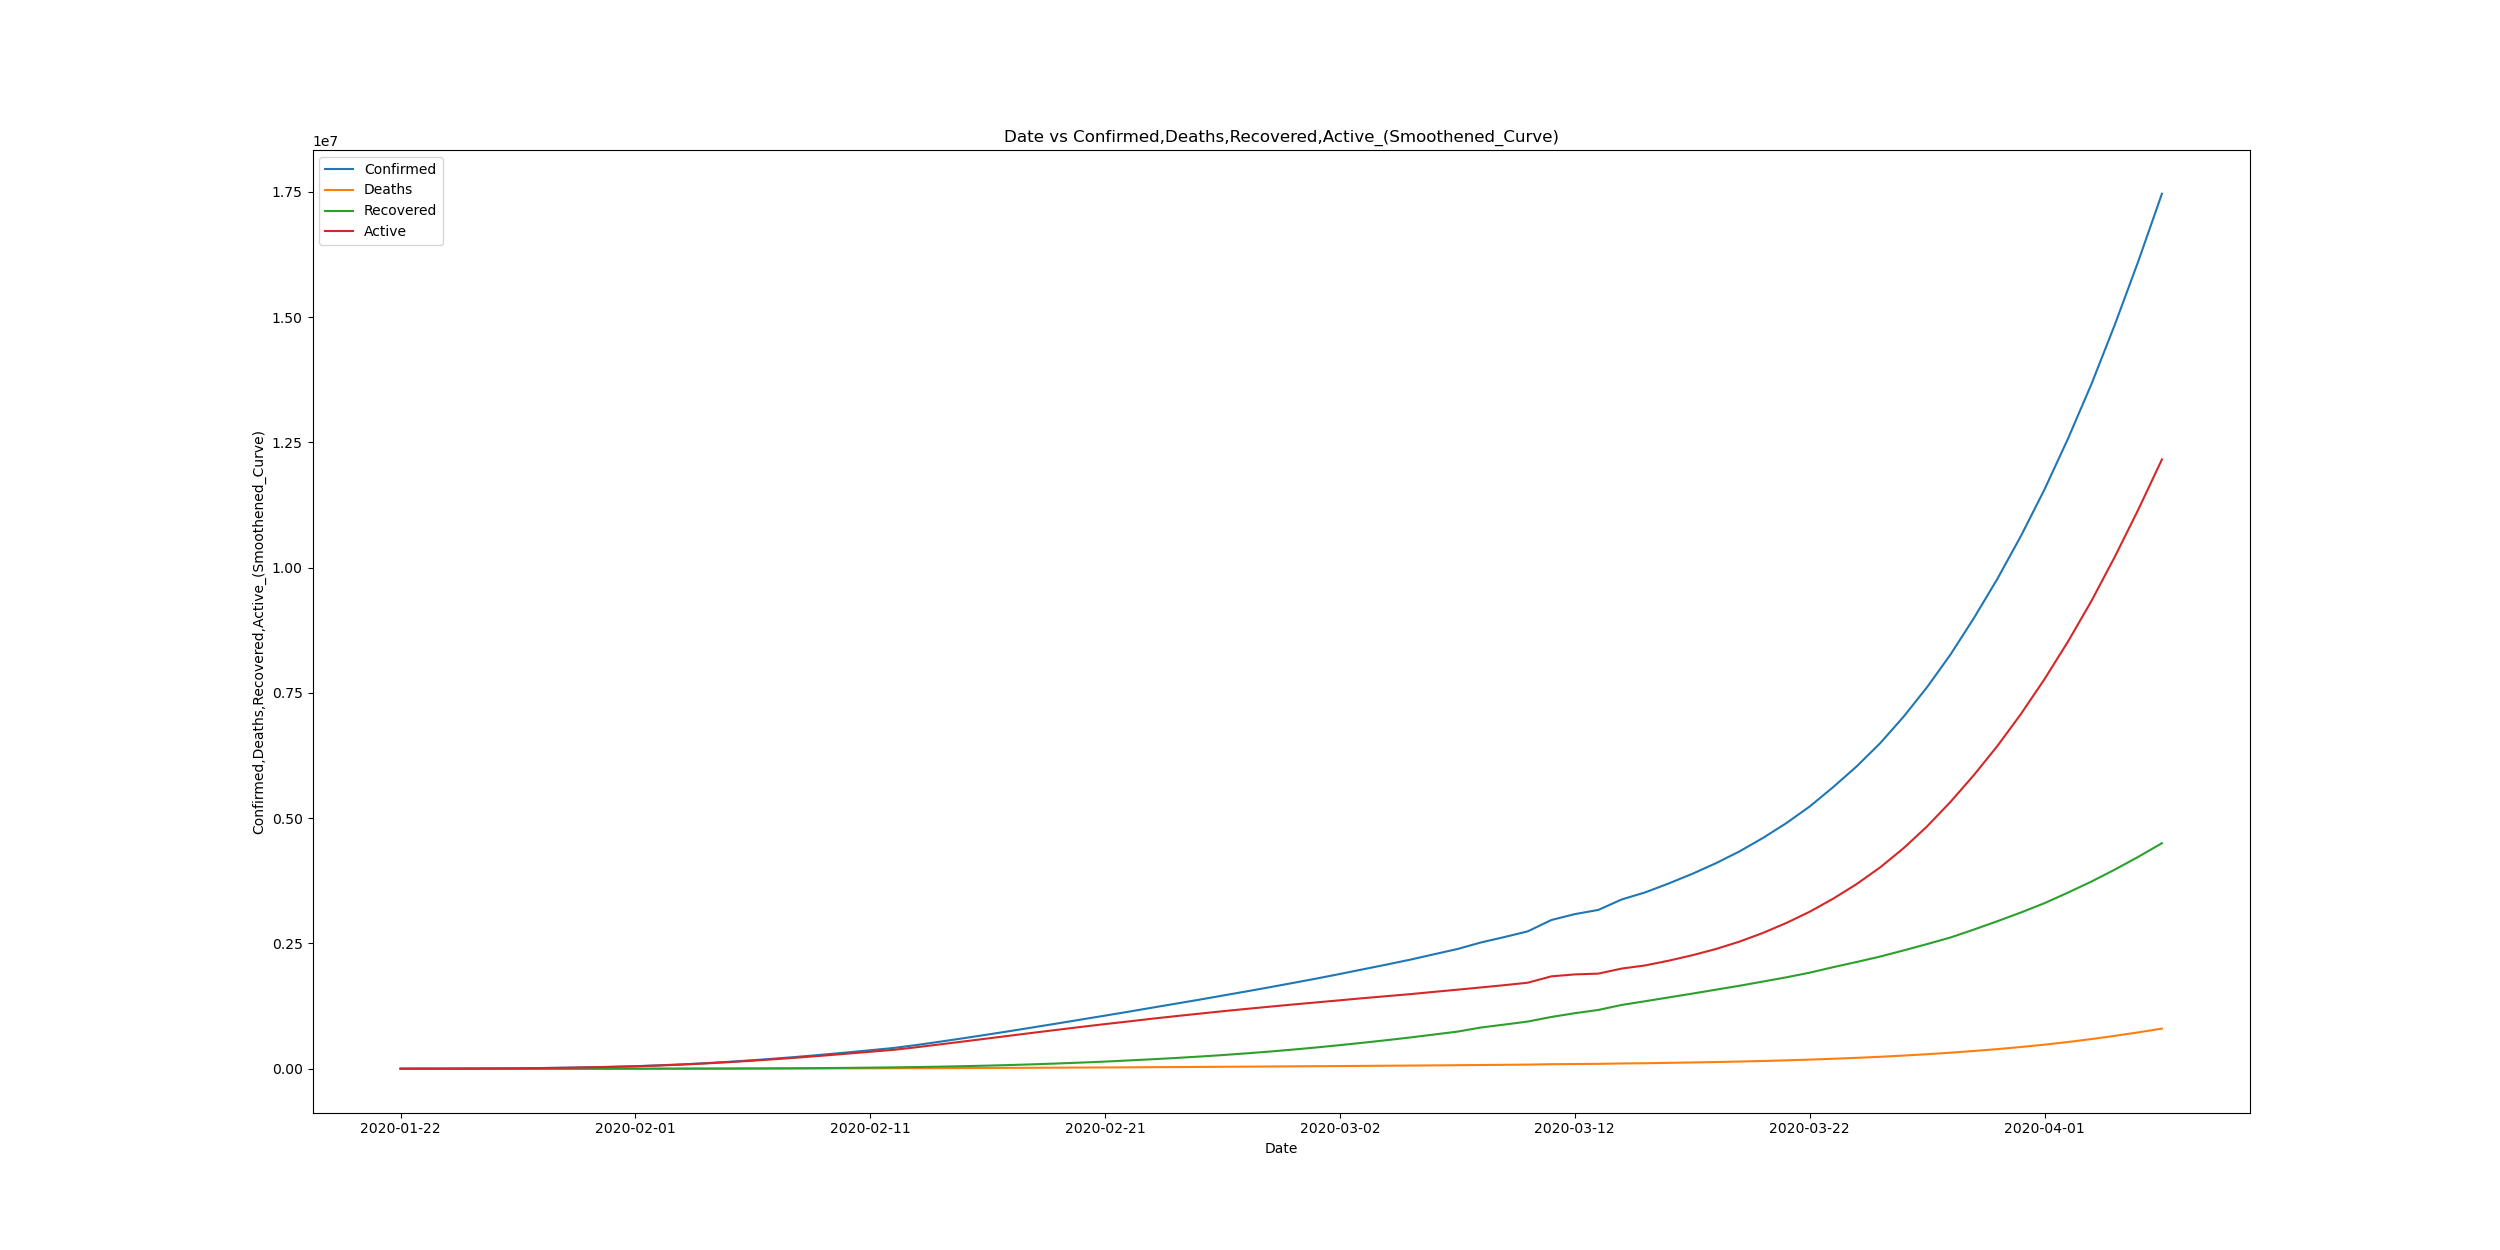 Date vs Confirmed,Deaths,Recovered,Active_(Smoothened_Curve)
1e7
Confirmed
Deaths
Recovered
Active
1.75
1.50
1.25
1.00
0.75
0.50
0.25
0.00
Confirmed,Deaths,Recovered,Active_(Smoothened_Curve)
2020-01-22 2020-02-01 2020-02-11 2020-02-21 2020-03-02 2020-03-12 2020-03-22 2020-04-01
Date